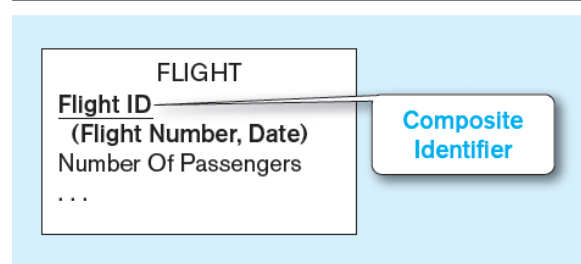 FLIGHT
Flight ID
(Flight Number, Date)
Number Of Passengers
. . .
Composite
Identifier